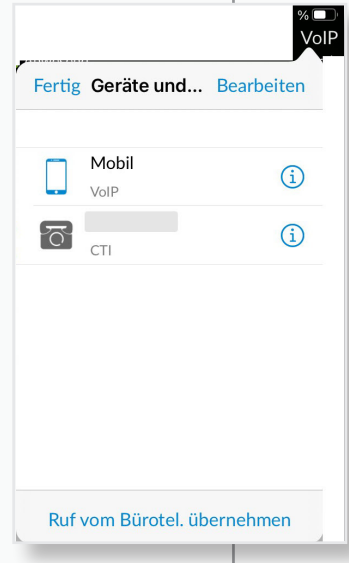 %
VoIP
Fertig Geräte und... Bearbeiten
Mobil
VoIP
CTI
Ruf vom Bürotel. übernehmen